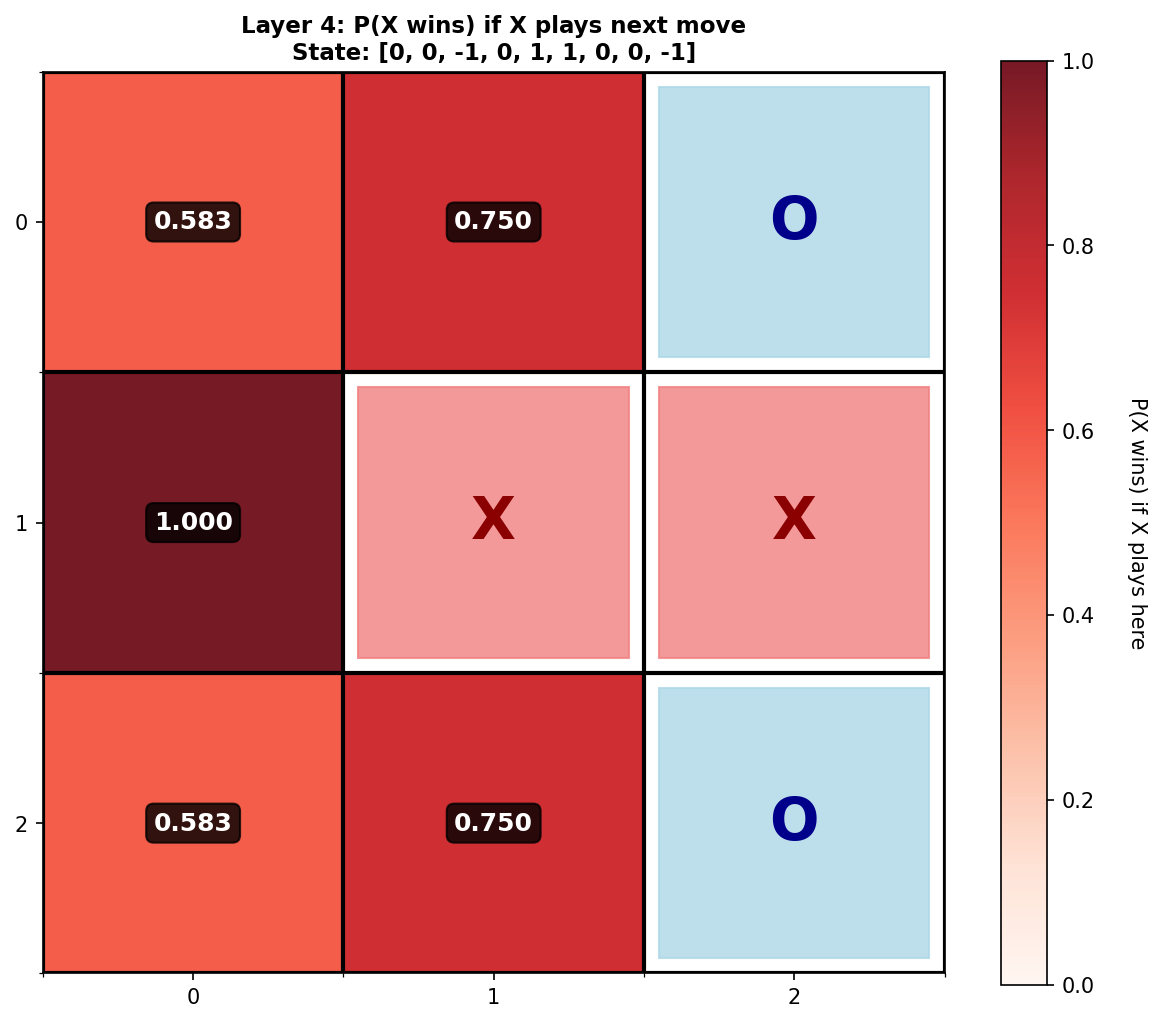 Layer 4: P(X wins) if X plays next move
State: [0, 0, -1, 0, 1, 1, 0, 0, -1]
0
0.583
0.750
O
1
1.000
X
X
2
0.583
0.750
O
0
1
2
1.0
0.8
0.6
0.4
0.2
0.0
P(X wins) if X plays here